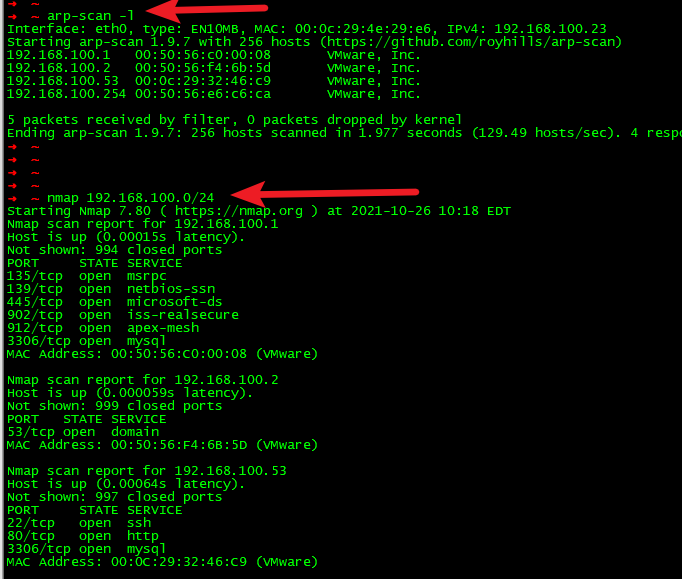 → ~
→ ~ arp-scan -l
Interface: eth0, type: EN10MB, MAC: 00:0c:29:4e:29:e6, IPv4: 192.168.100.23
Starting arp-scan 1.9.7 with 256 hosts (https://github.com/royhills/arp-scan)
192.168.100.1 00:50:56:c0:00:08 VMware, Inc.
192.168.100.2 00:50:56:f4:6b:5d VMware, Inc.
192.168.100.53 00:0c:29:32:46:c9 VMware, Inc.
192.168.100.254 00:50:56:e6:c6:ca VMware, Inc.
5 packets received by filter, 0 packets dropped by kernel
Ending arp-scan 1.9.7: 256 hosts scanned in 1.977 seconds (129.49 hosts/sec). 4 respo
→ ~
→ ~
→ ~
→ ~
→ ~ nmap 192.168.100.0/24
Starting Nmap 7.80 ( https://nmap.org ) at 2021-10-26 10:18 EDT
Nmap scan report for 192.168.100.1
Host is up (0.00015s latency).
Not shown: 994 closed ports
PORT STATE SERVICE
135/tcp open msrpc
139/tcp open netbios-ssn
445/tcp open microsoft-ds
902/tcp open iss-realsecure
912/tcp open apex-mesh
3306/tcp open mysql
MAC Address: 00:50:56:C0:00:08 (VMware)
Nmap scan report for 192.168.100.2
Host is up (0.000059s latency).
Not shown: 999 closed ports
PORT STATE SERVICE
53/tcp open domain
MAC Address: 00:50:56:F4:6B:5D (VMware)
Nmap scan report for 192.168.100.53
Host is up (0.00064s latency).
Not shown: 997 closed ports
PORT STATE SERVICE
22/tcp open ssh
80/tcp open http
3306/tcp open mysql
MAC Address: 00:0C:29:32:46:C9 (VMware)